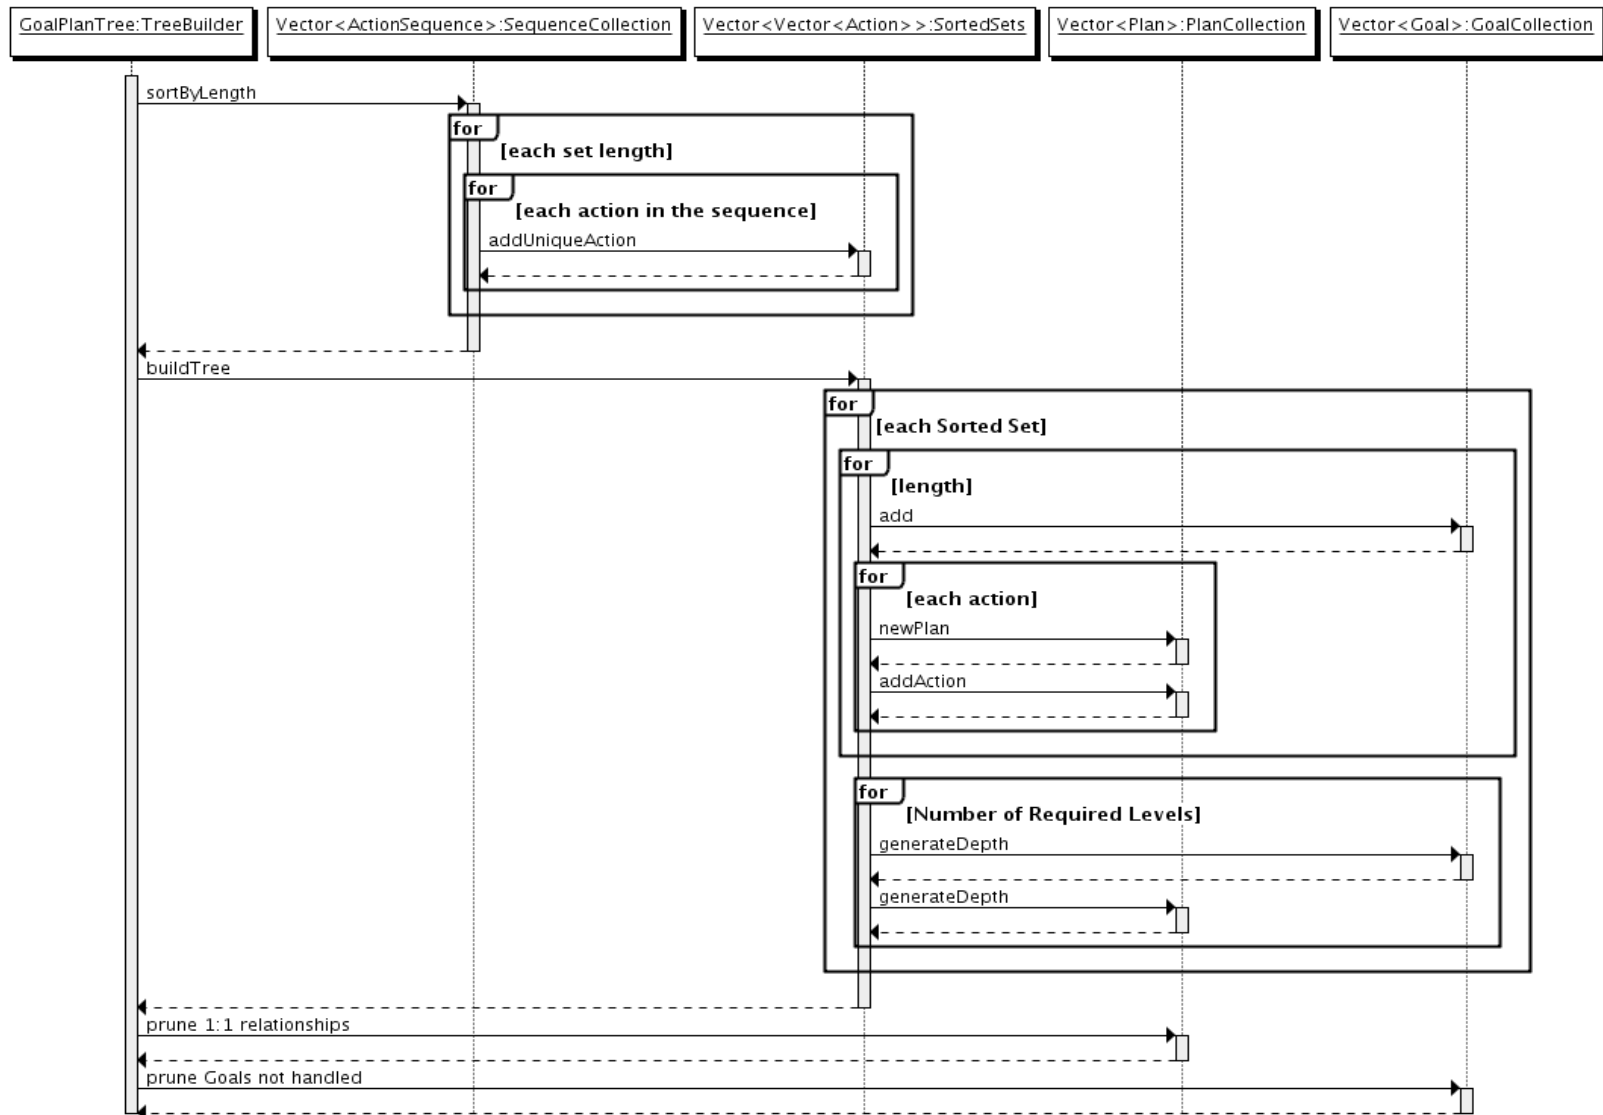 GoalPlanTree:TreeBuilder
Vector<ActionSequence>:SequenceCollection
Vector<Vector<Action>>:SortedSets
Vector<Plan>:PlanCollection
Vector<Goal>:GoalCollection
sortByLength
for
[each set length]
for
[each action in the sequence]
addUniqueAction
buildTree
for
[each Sorted Set]
for
[length]
add
for
[each action]
newPlan
addAction
for
[Number of Required Levels]
generateDepth
generateDepth
prune 1:1 relationships
prune Goals not handled